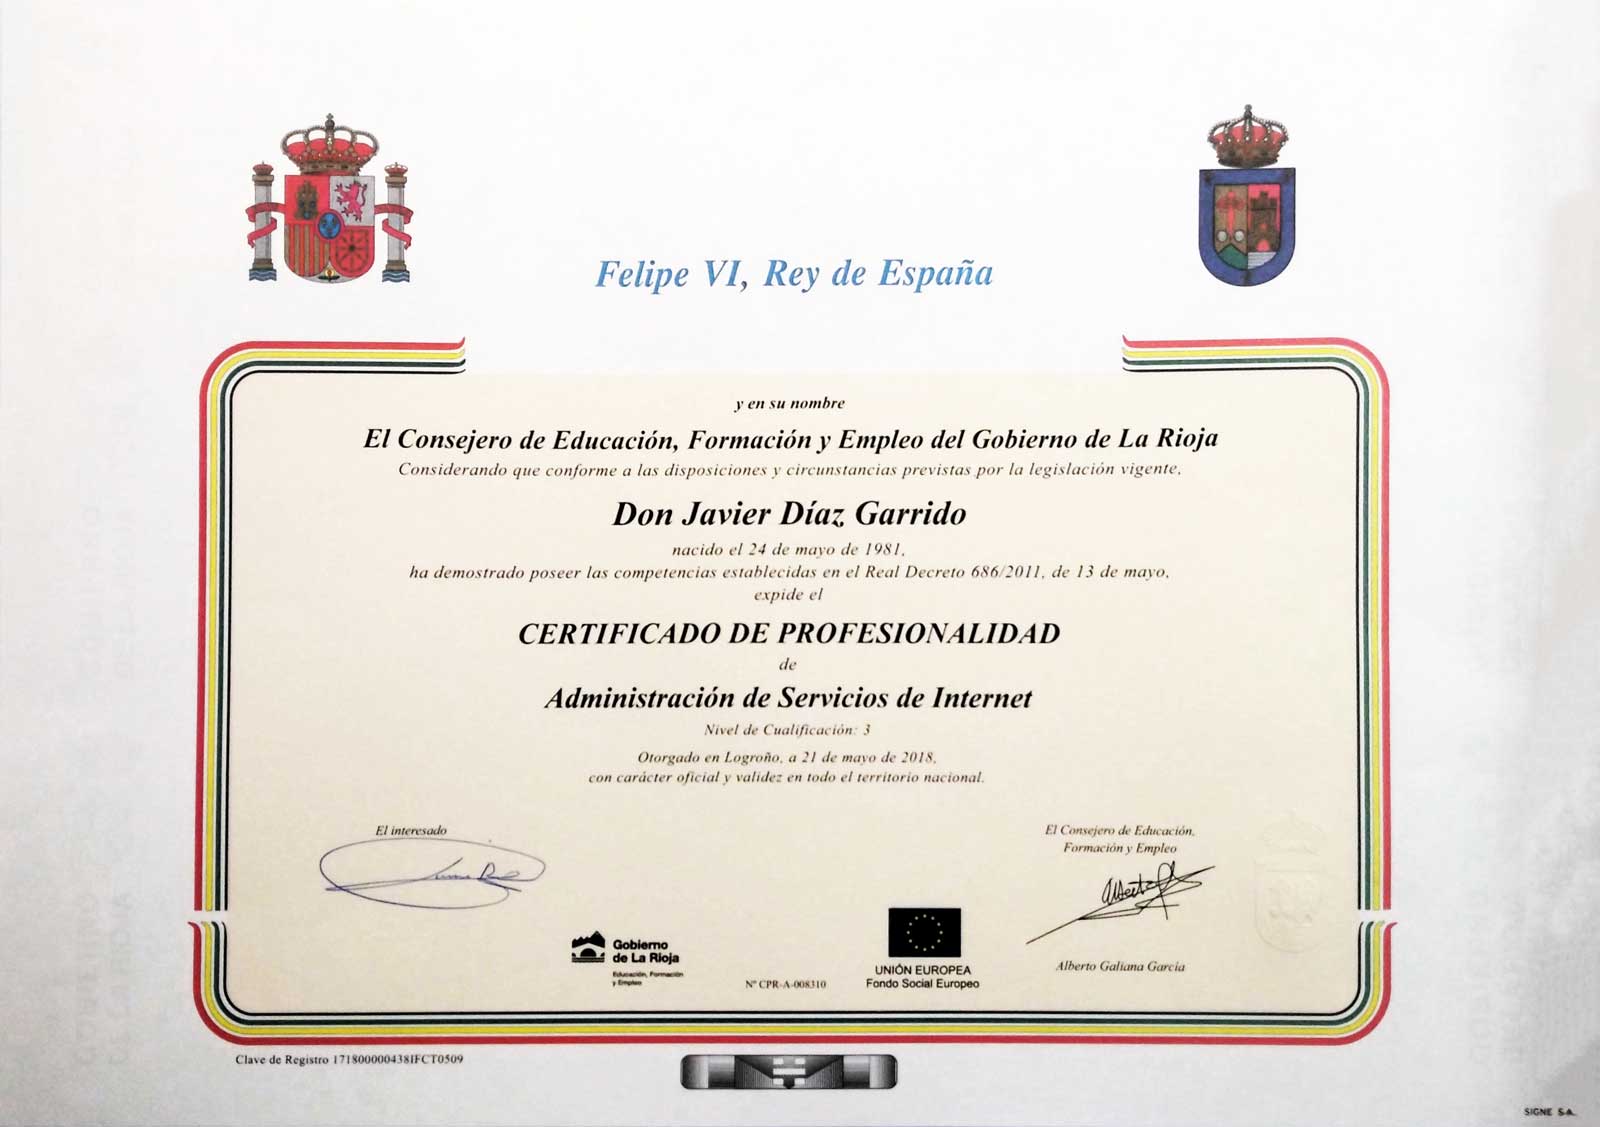 Felipe VI, Rey de España
y en su nombre
El Consejero de Educación, Formación y Empleo del Gobierno de La Rioja
Considerando que conforme a las disposiciones y circunstancias previstas por la legislación vigente,
Don Javier Díaz Garrido
nacido el 24 de mayo de 1981,
ha demostrado poseer las competencias establecidas en el Real Decreto 686/2011, de 13 de mayo,
expide el
CERTIFICADO DE PROFESIONALIDAD
de
Administración de Servicios de Internet
Nivel de Cualificación: 3
Otorgado en Logroño, a 21 de mayo de 2018,
con carácter oficial y validez en todo el territorio nacional.
El interesado
El Consejero de Educación,
Formación y Empleo
Alberto Galiana García
Gobierno
de La Rioja
Educación, Formación
y Empleo
Nº CPR-A-008310
UNIÓN EUROPEA
Fondo Social Europeo
Clave de Registro 171800000438IFCT0509
SIGNE S.A.